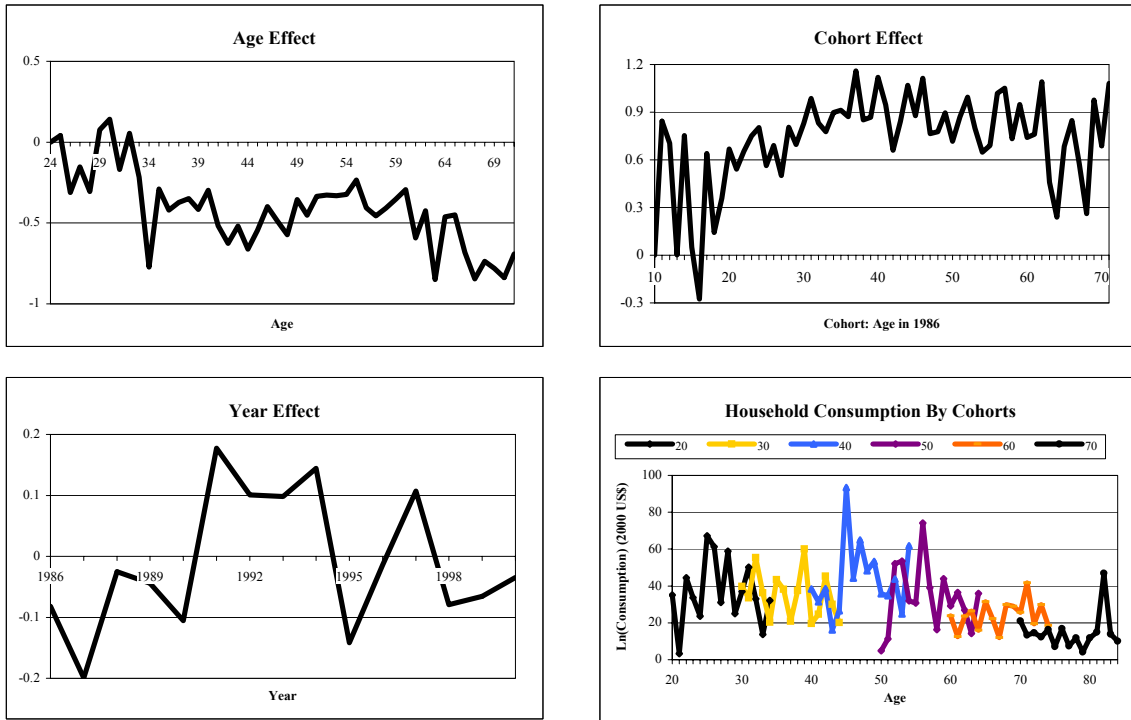 Age Effect
0.5
0
-0.5
-1
24 29 34 39 44 49 54 59 64 69
Age
Cohort Effect
1.2
0.9
0.6
0.3
0
-0.3
10 20 30 40 50 60 70
Cohort: Age in 1986
Year Effect
0.2
0.1
0
-0.1
-0.2
1986 1989 1992 1995 1998
Year
Household Consumption By Cohorts
20 30 40 50 60 70
Ln(Consumption) (2000 US$)
100
80
60
40
20
0
20 30 40 50 60 70 80
Age